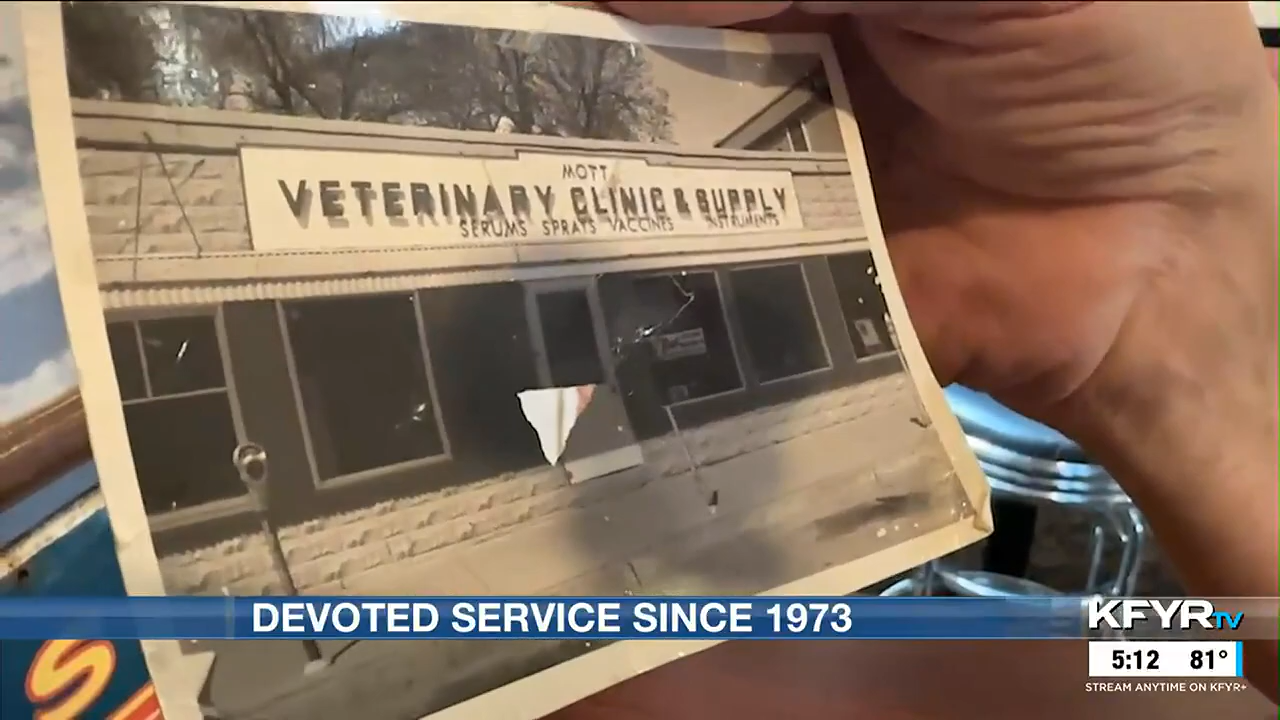 MOTT
VETERINARY CLINIC & SUPPLY
SERUMS SPRAYS VACCINES INSTRUMENTS
DEVOTED SERVICE SINCE 1973
KFYR TV
5:12 81°
STREAM ANYTIME ON KFYR+
S